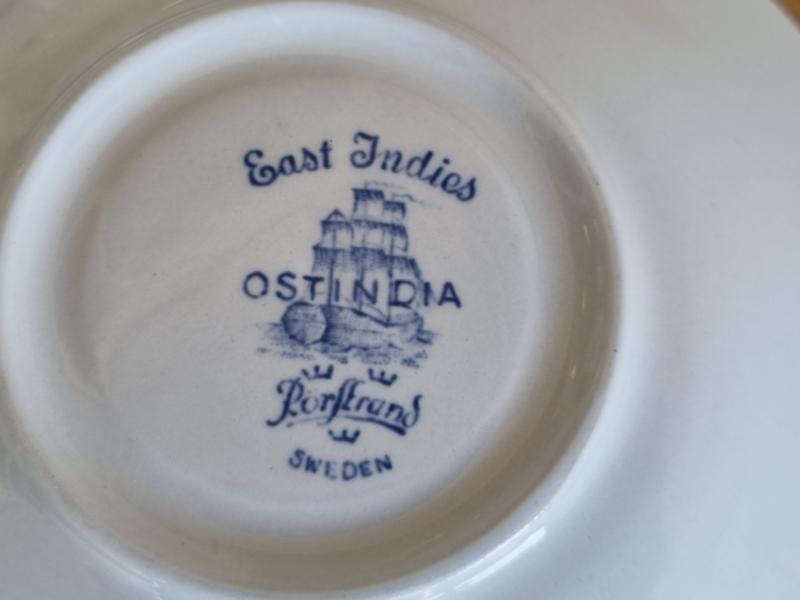 East Indies
OSTINDIA
Rörstrand
SWEDEN